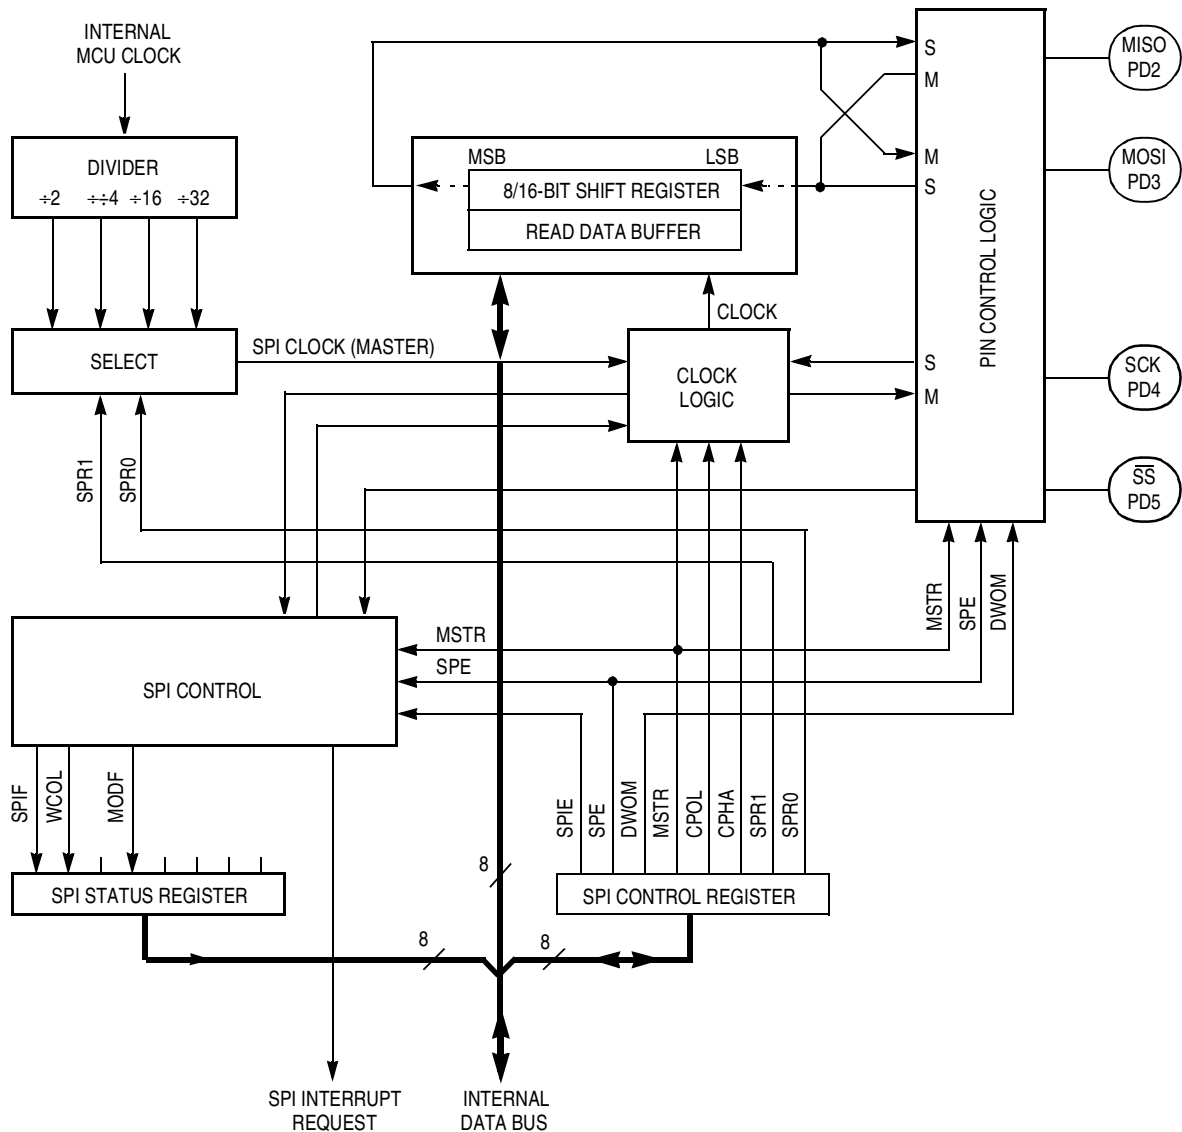 INTERNAL
MCU CLOCK
DIVIDER
÷2 ÷÷4 ÷16 ÷32
SELECT
SPI CLOCK (MASTER)
SPR1
SPR0
MSB LSB
8/16-BIT SHIFT REGISTER
READ DATA BUFFER
CLOCK
CLOCK
LOGIC
S
M
M
S
S
M
PIN CONTROL LOGIC
MISO
PD2
MOSI
PD3
SCK
PD4
SS
PD5
MSTR
SPE
DWOM
MSTR
SPE
SPI CONTROL
SPIF
WCOL
MODF
SPI STATUS REGISTER
SPIE
SPE
DWOM
MSTR
CPOL
CPHA
SPR1
SPR0
SPI CONTROL REGISTER
8
8
8
SPI INTERRUPT
REQUEST
INTERNAL
DATA BUS